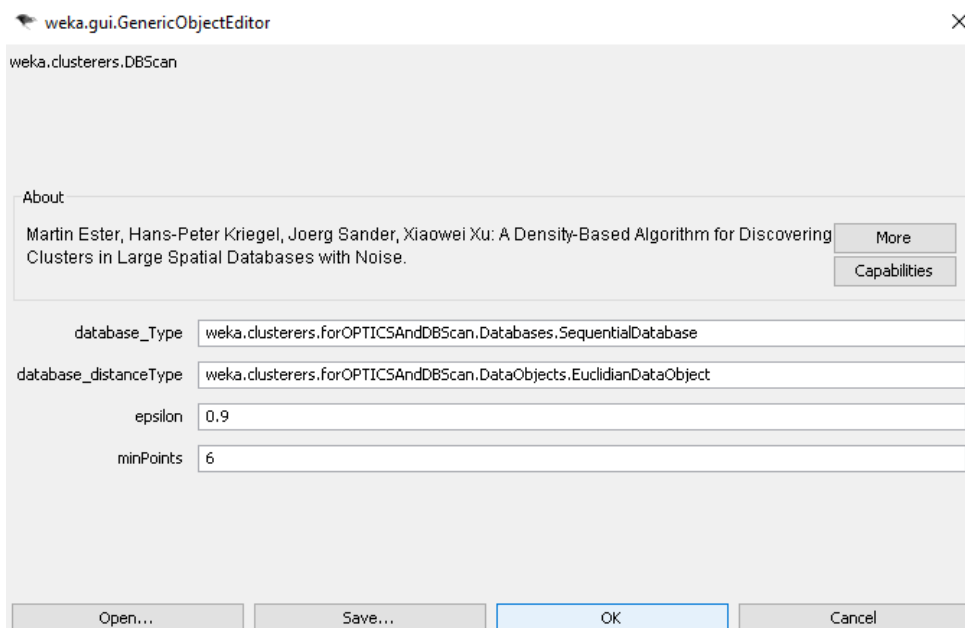 weka.gui.GenericObjectEditor
weka.clusterers.DBScan
About
Martin Ester, Hans-Peter Kriegel, Joerg Sander, Xiaowei Xu: A Density-Based Algorithm for Discovering
Clusters in Large Spatial Databases with Noise.
More
Capabilities
database_Type weka.clusterers.forOPTICSAndDBScan.Databases.SequentialDatabase
database_distanceType weka.clusterers.forOPTICSAndDBScan.DataObjects.EuclidianDataObject
epsilon 0.9
minPoints 6
Open... Save... OK Cancel